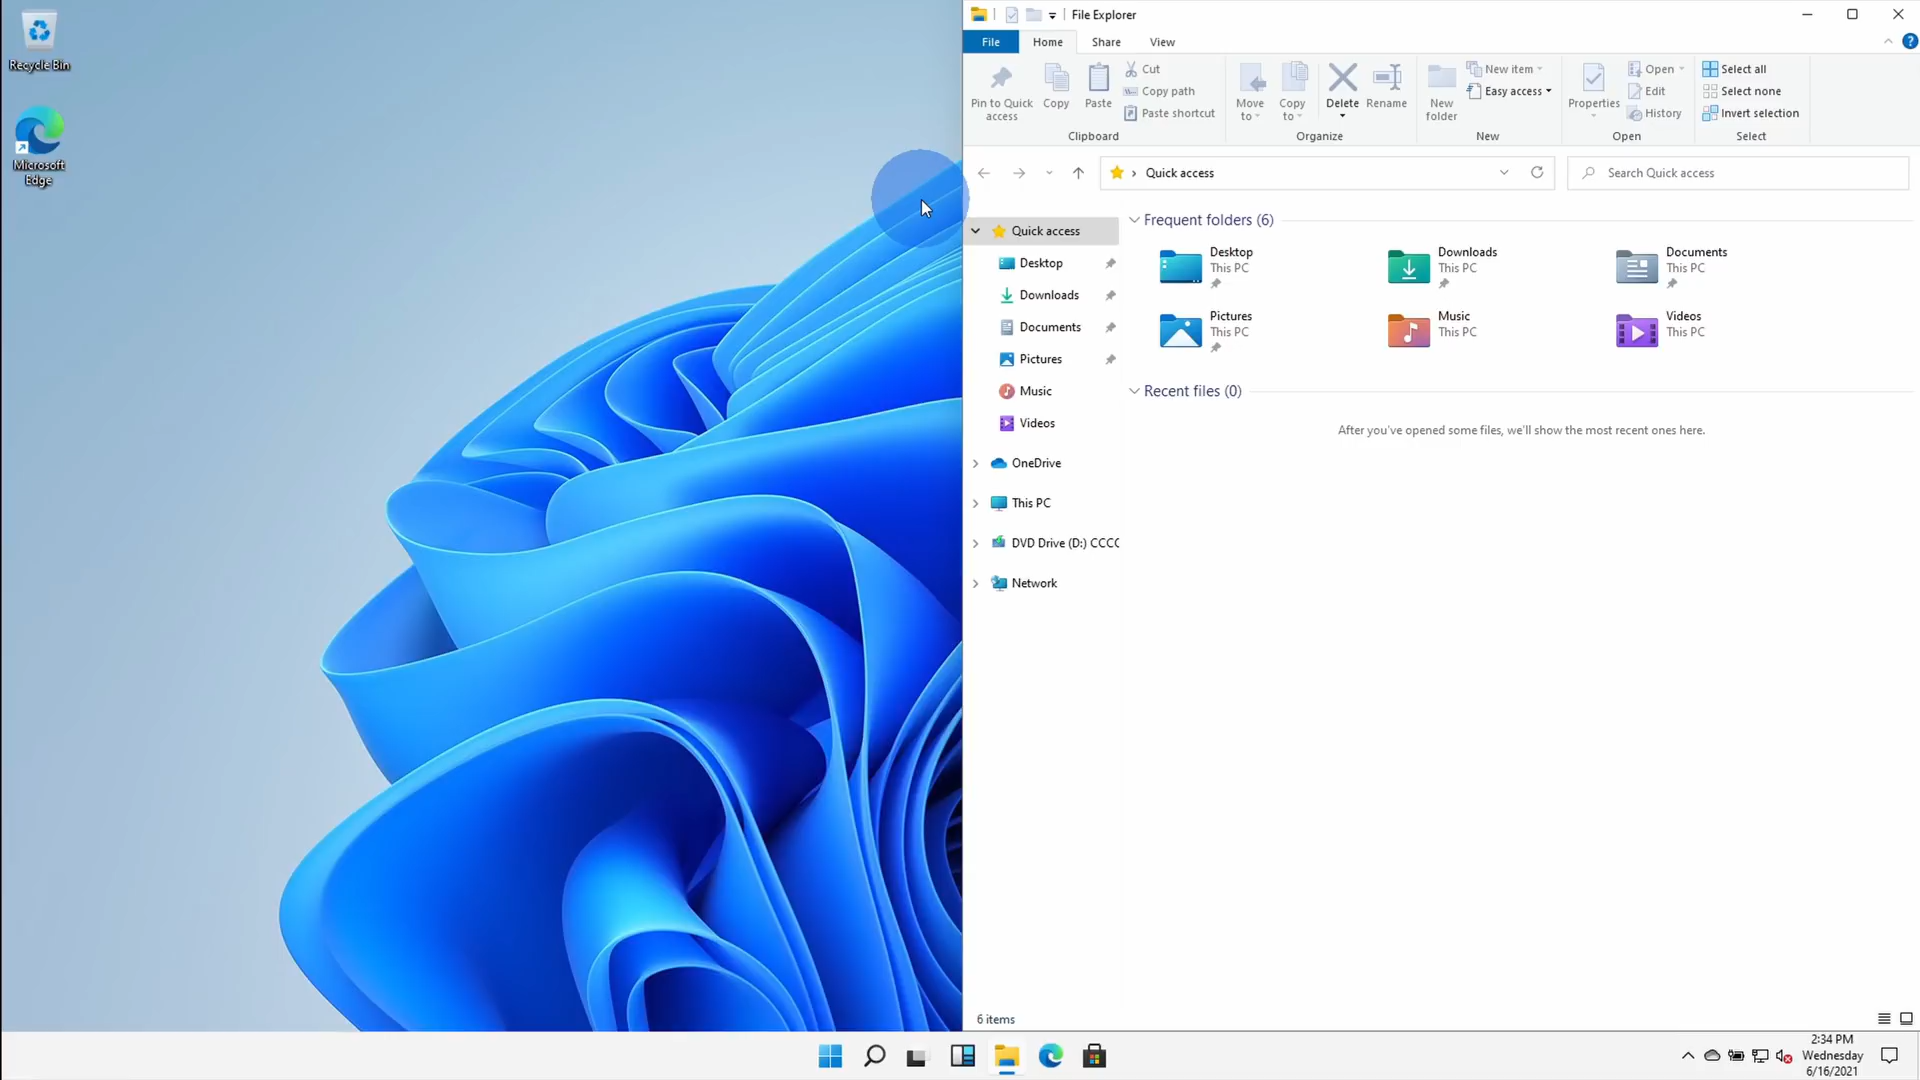 Recycle Bin
Microsoft
Edge
File Explorer
File
Home
Share
View
Pin to Quick
access
Copy
Paste
Cut
Copy path
Paste shortcut
Clipboard
Move
to
Copy
to
Delete
Rename
Organize
New
folder
New item
Easy access
New
Properties
Open
Edit
History
Open
Select all
Select none
Invert selection
Select
Quick access
Search Quick access
Quick access
Desktop
Downloads
Documents
Pictures
Music
Videos
OneDrive
This PC
DVD Drive (D:) CCC
Network
Frequent folders (6)
Desktop
This PC
Downloads
This PC
Documents
This PC
Pictures
This PC
Music
This PC
Videos
This PC
Recent files (0)
After you've opened some files, we'll show the most recent ones here.
6 items
2:34 PM
Wednesday
6/16/2021